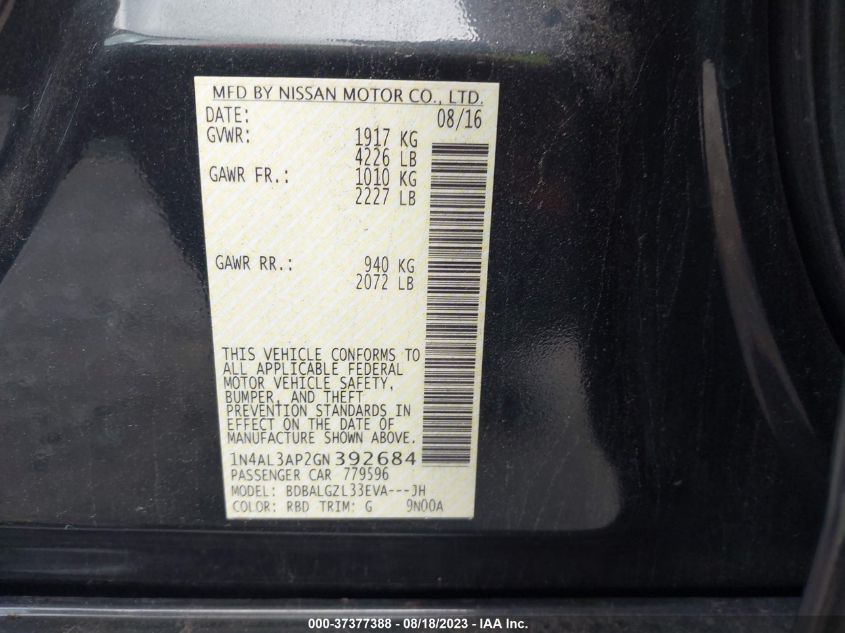 MFD BY NISSAN MOTOR CO., LTD.
DATE: 08/16
GVWR: 1917 KG
4226 LB
GAWR FR.: 1010 KG
2227 LB
GAWR RR.: 940 KG
2072 LB
THIS VEHICLE CONFORMS TO
ALL APPLICABLE FEDERAL
MOTOR VEHICLE SAFETY,
BUMPER, AND THEFT
PREVENTION STANDARDS IN
EFFECT ON THE DATE OF
MANUFACTURE SHOWN ABOVE.
1N4AL3AP2GN392684
PASSENGER CAR 779596
MODEL: BDBALGZL33EVA---JH
COLOR: RBD TRIM: G 9N00A
000-37377388 - 08/18/2023 - IAA Inc.